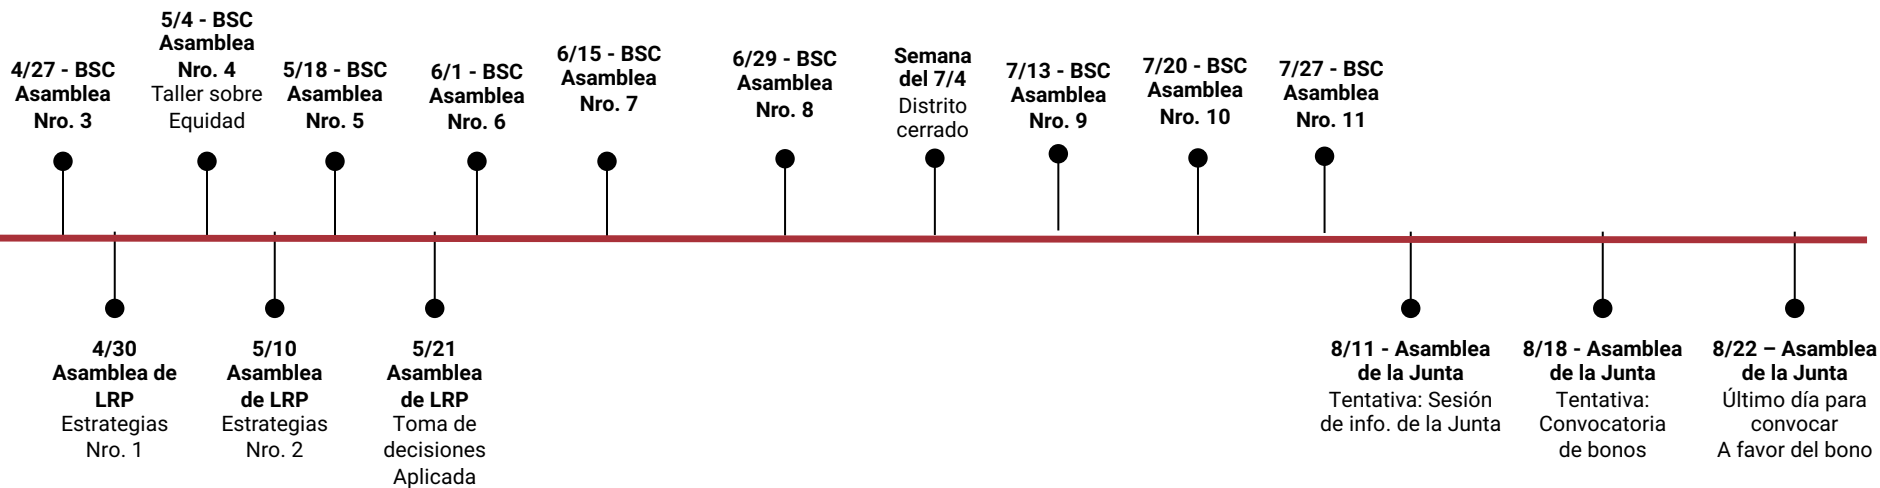 4/27 - BSC
Asamblea
Nro. 3
5/4 - BSC
Asamblea
Nro. 4
Taller sobre
Equidad
5/18 - BSC
Asamblea
Nro. 5
6/1 - BSC
Asamblea
Nro. 6
6/15 - BSC
Asamblea
Nro. 7
6/29 - BSC
Asamblea
Nro. 8
Semana
del 7/4
Distrito
cerrado
7/13 - BSC
Asamblea
Nro. 9
7/20 - BSC
Asamblea
Nro. 10
7/27 - BSC
Asamblea
Nro. 11
4/30
Asamblea de
LRP
Estrategias
Nro. 1
5/10
Asamblea
de LRP
Estrategias
Nro. 2
5/21
Asamblea
de LRP
Toma de
decisiones
Aplicada
8/11 - Asamblea
de la Junta
Tentativa: Sesión
de info. de la Junta
8/18 - Asamblea
de la Junta
Tentativa:
Convocatoria
de bonos
8/22 – Asamblea
de la Junta
Último día para
convocar
A favor del bono